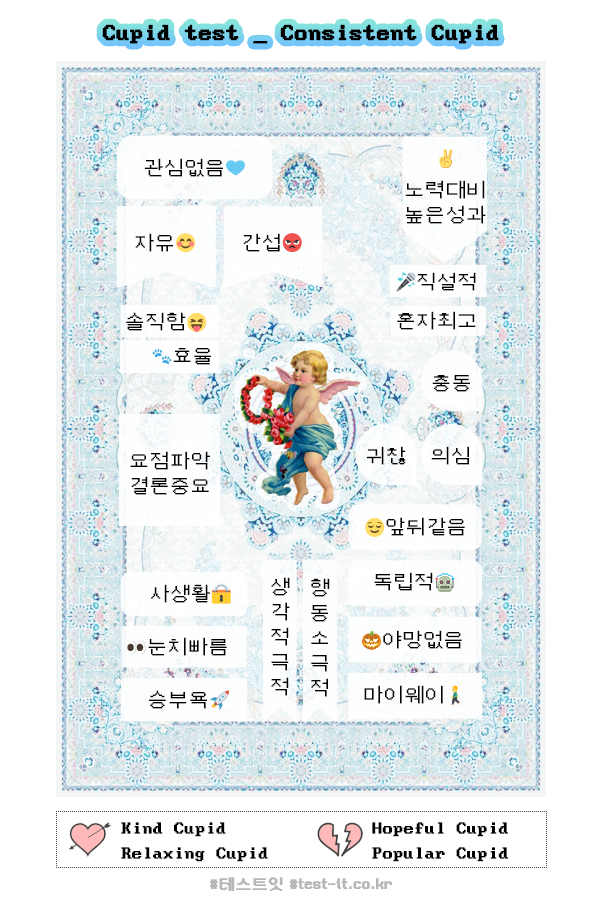 Cupid test _ Consistent Cupid
관심없음
노력대비
높은성과
자유
간섭
직설적
솔직함
혼자최고
효율
충동
요점파악
결론중요
귀찮
의심
앞뒤같음
사생활
생각적극적
행동소극적
독립적
눈치빠름
야망없음
승부욕
마이웨이
Kind Cupid
Relaxing Cupid
Hopeful Cupid
Popular Cupid
#테스트잇 #test-it.co.kr